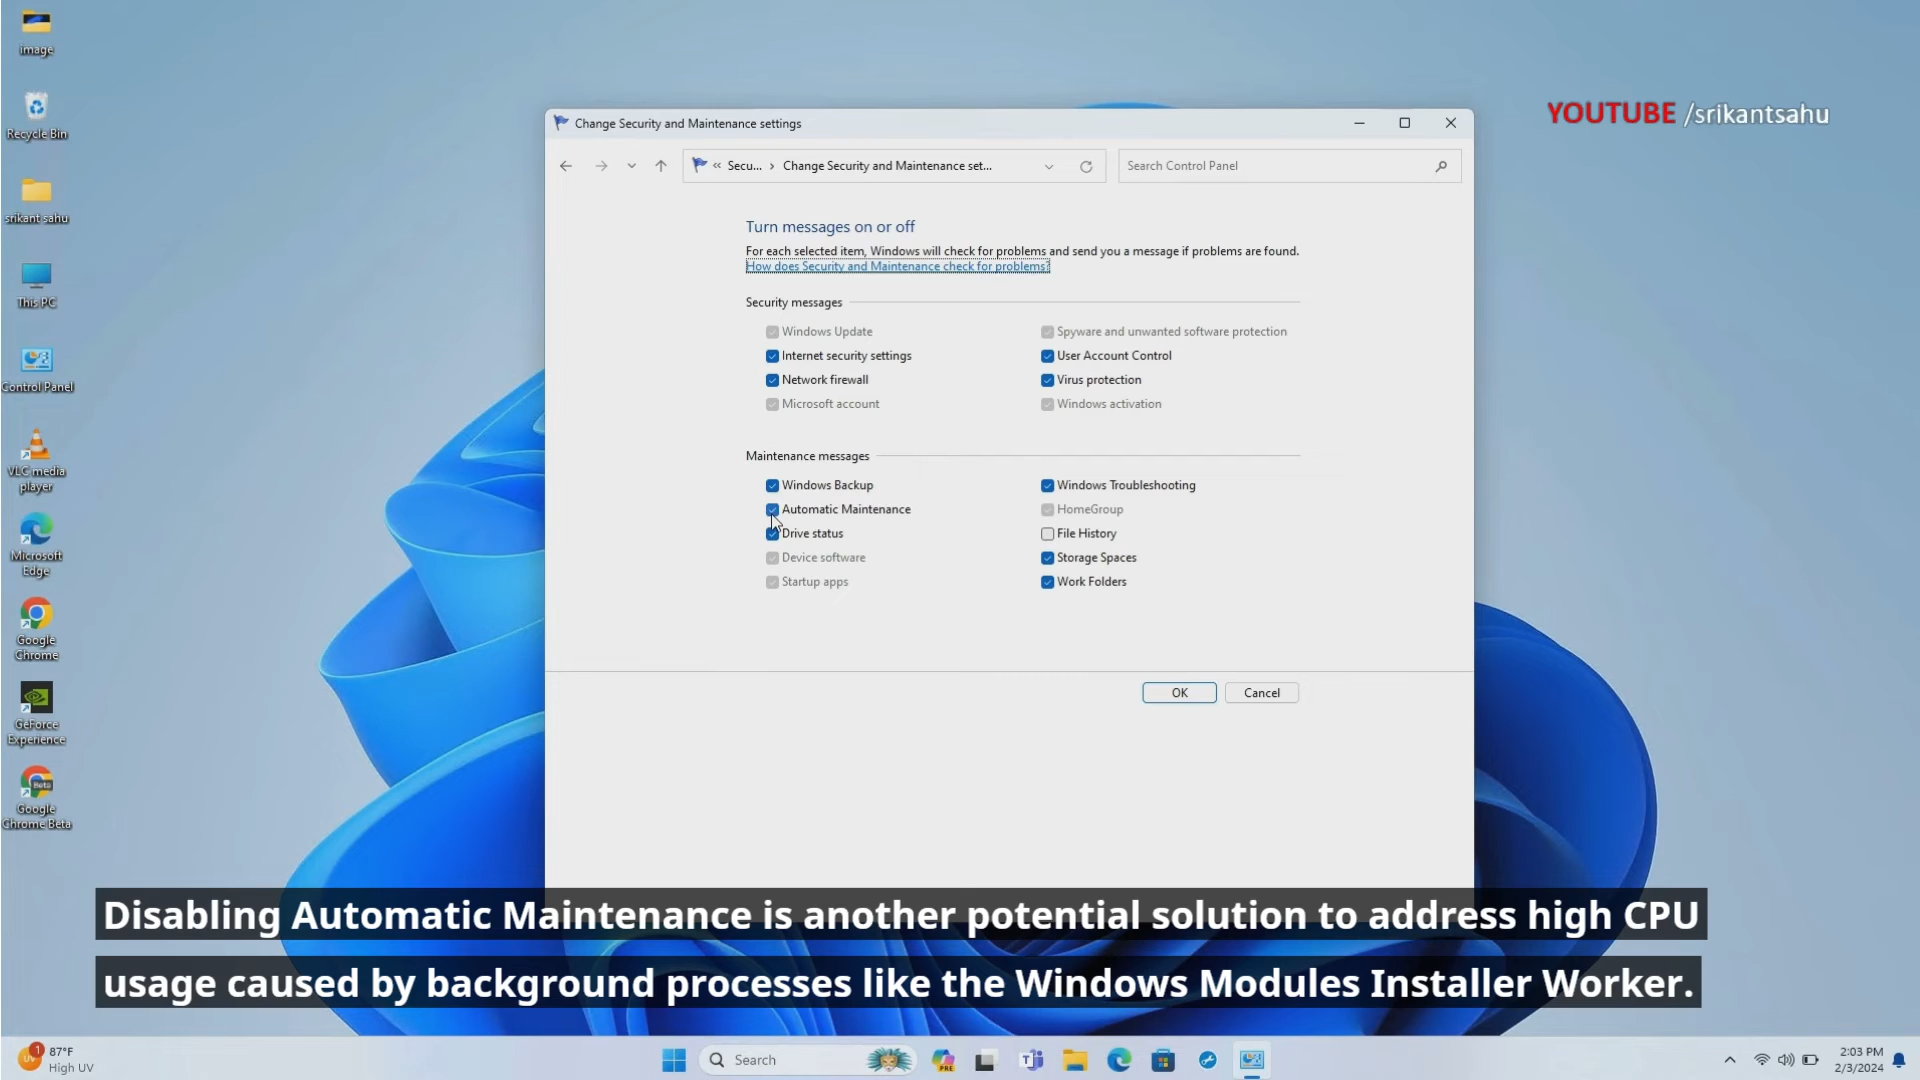 image
Recycle Bin
srikant sahu
This PC
Control Panel
VLC media
player
Microsoft
Edge
Google
Chrome
GeForce
Experience
Beta
Google
Chrome Beta
YOUTUBE /srikantsahu
Change Security and Maintenance settings
« Secu... › Change Security and Maintenance set...
Search Control Panel
Turn messages on or off
For each selected item, Windows will check for problems and send you a message if problems are found.
How does Security and Maintenance check for problems?
Security messages
Windows Update
Spyware and unwanted software protection
Internet security settings
User Account Control
Network firewall
Virus protection
Microsoft account
Windows activation
Maintenance messages
Windows Backup
Windows Troubleshooting
Automatic Maintenance
HomeGroup
Drive status
File History
Device software
Storage Spaces
Startup apps
Work Folders
OK
Cancel
Disabling Automatic Maintenance is another potential solution to address high CPU
usage caused by background processes like the Windows Modules Installer Worker.
1
UV
87°F
High UV
Search
PRE
2:03 PM
2/3/2024